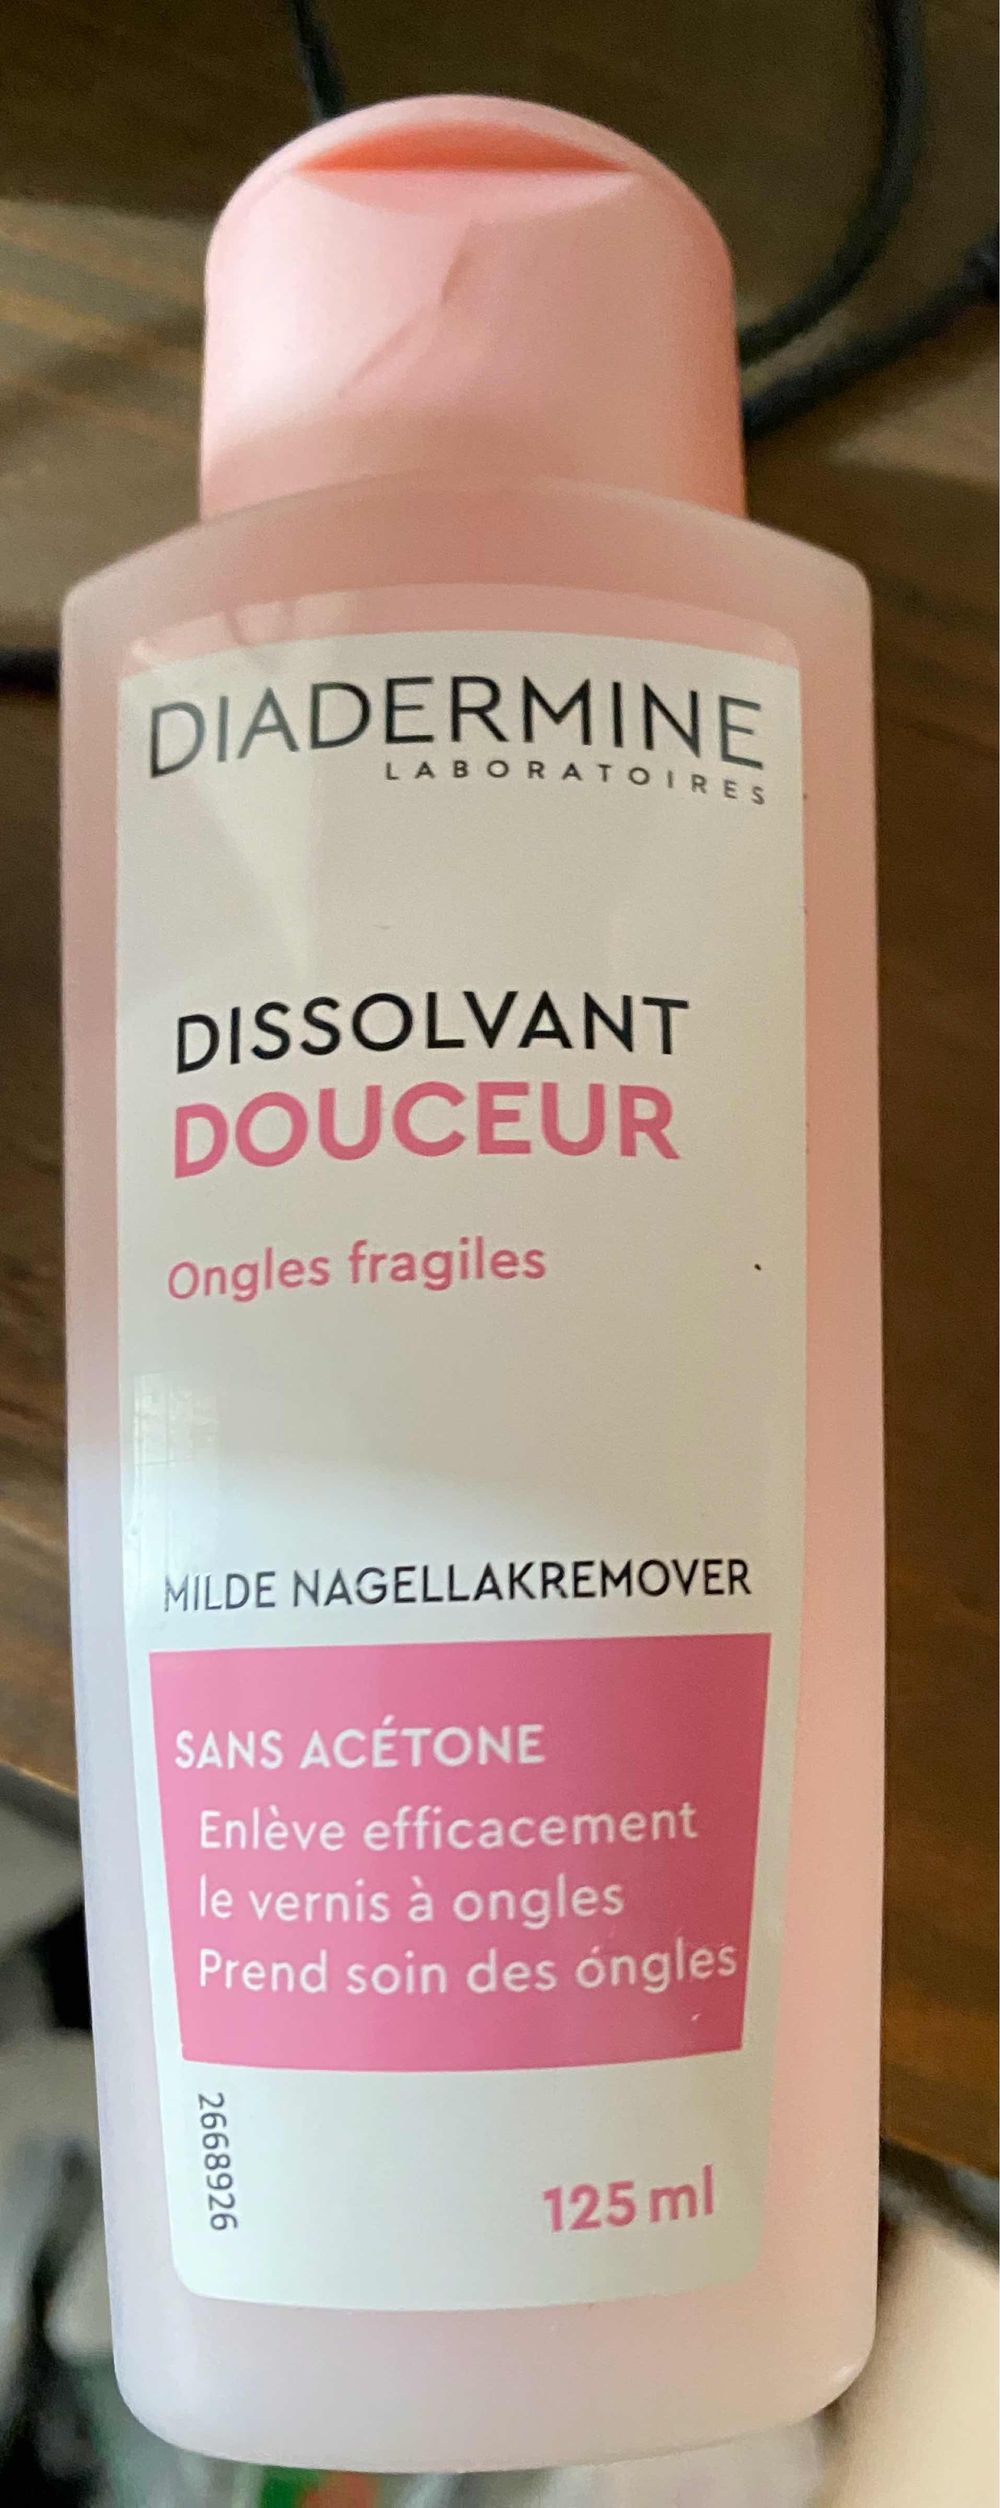 DIADERMINE
LABORATOIRES
DISSOLVANT
DOUCEUR
Ongles fragiles
MILDE NAGELLAKREMOVER
SANS ACÉTONE
Enlève efficacement
le vernis à ongles
Prend soin des ongles
2668926
125 ml